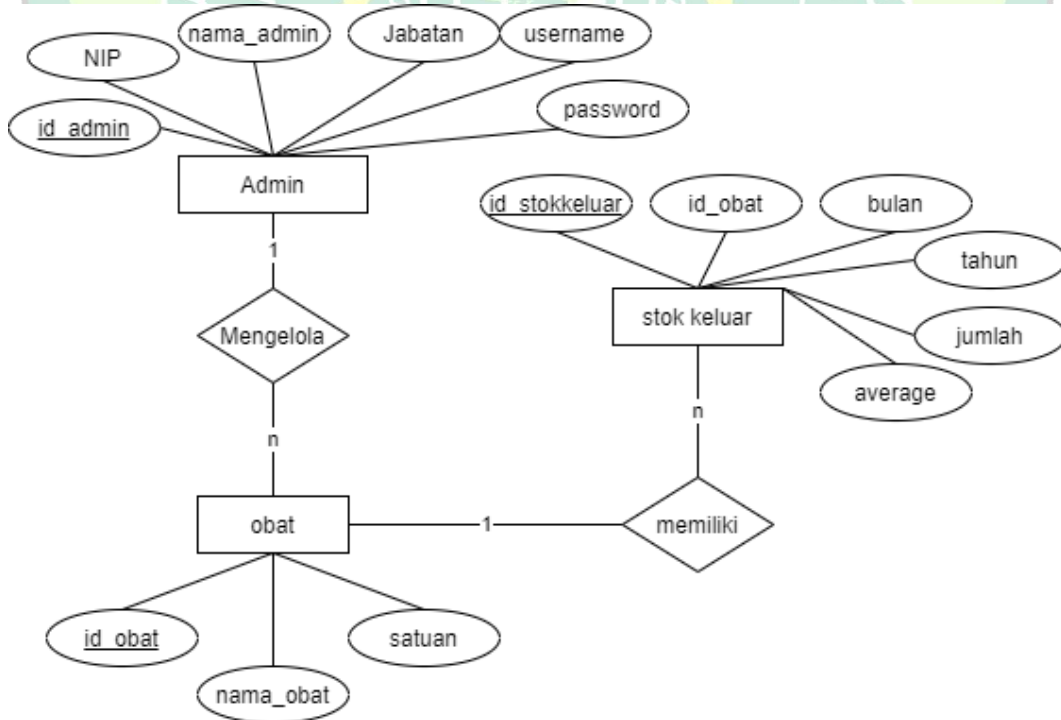 nama_admin
Jabatan
username
NIP
password
id_admin
Admin
id_stokkeluar
id_obat
bulan
tahun
1
stok keluar
Mengelola
jumlah
average
n
n
obat
1
memiliki
id_obat
satuan
nama_obat